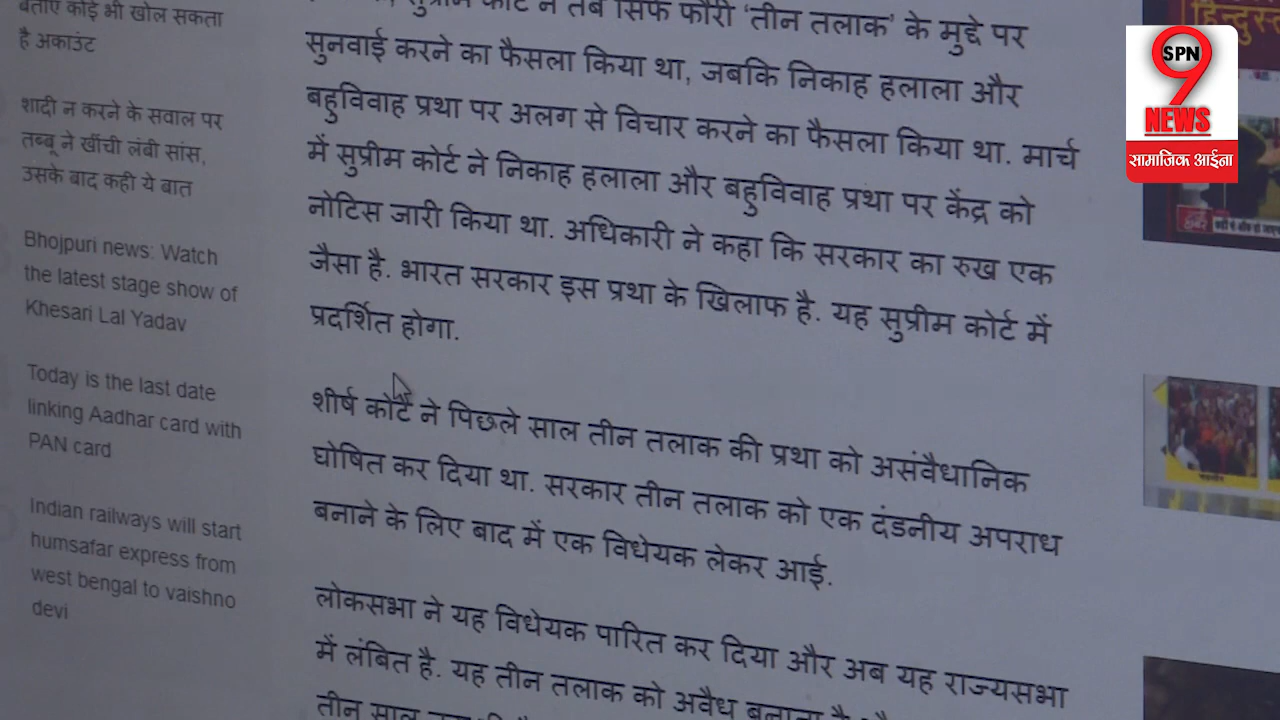 बताए कोई भी खोल सकता
है अकाउंट
शादी न करने के सवाल पर
तब्बू ने खींची लंबी सांस,
उसके बाद कही ये बात
Bhojpuri news: Watch
the latest stage show of
Khesari Lal Yadav
Today is the last date
linking Aadhar card with
PAN card
Indian railways will start
humsafar express from
west bengal to vaishno
devi
सुप्रीम कोर्ट ने तब सिर्फ फौरी ‘तीन तलाक’ के मुद्दे पर
सुनवाई करने का फैसला किया था, जबकि निकाह हलाला और
बहुविवाह प्रथा पर अलग से विचार करने का फैसला किया था. मार्च
में सुप्रीम कोर्ट ने निकाह हलाला और बहुविवाह प्रथा पर केंद्र को
नोटिस जारी किया था. अधिकारी ने कहा कि सरकार का रुख एक
जैसा है. भारत सरकार इस प्रथा के खिलाफ है. यह सुप्रीम कोर्ट में
प्रदर्शित होगा.
शीर्ष कोर्ट ने पिछले साल तीन तलाक की प्रथा को असंवैधानिक
घोषित कर दिया था. सरकार तीन तलाक को एक दंडनीय अपराध
बनाने के लिए बाद में एक विधेयक लेकर आई.
लोकसभा ने यह विधेयक पारित कर दिया और अब यह राज्यसभा
में लंबित है. यह तीन तलाक को अवैध बनाता है
तीन साल
SPN
9
NEWS
सामाजिक आईना